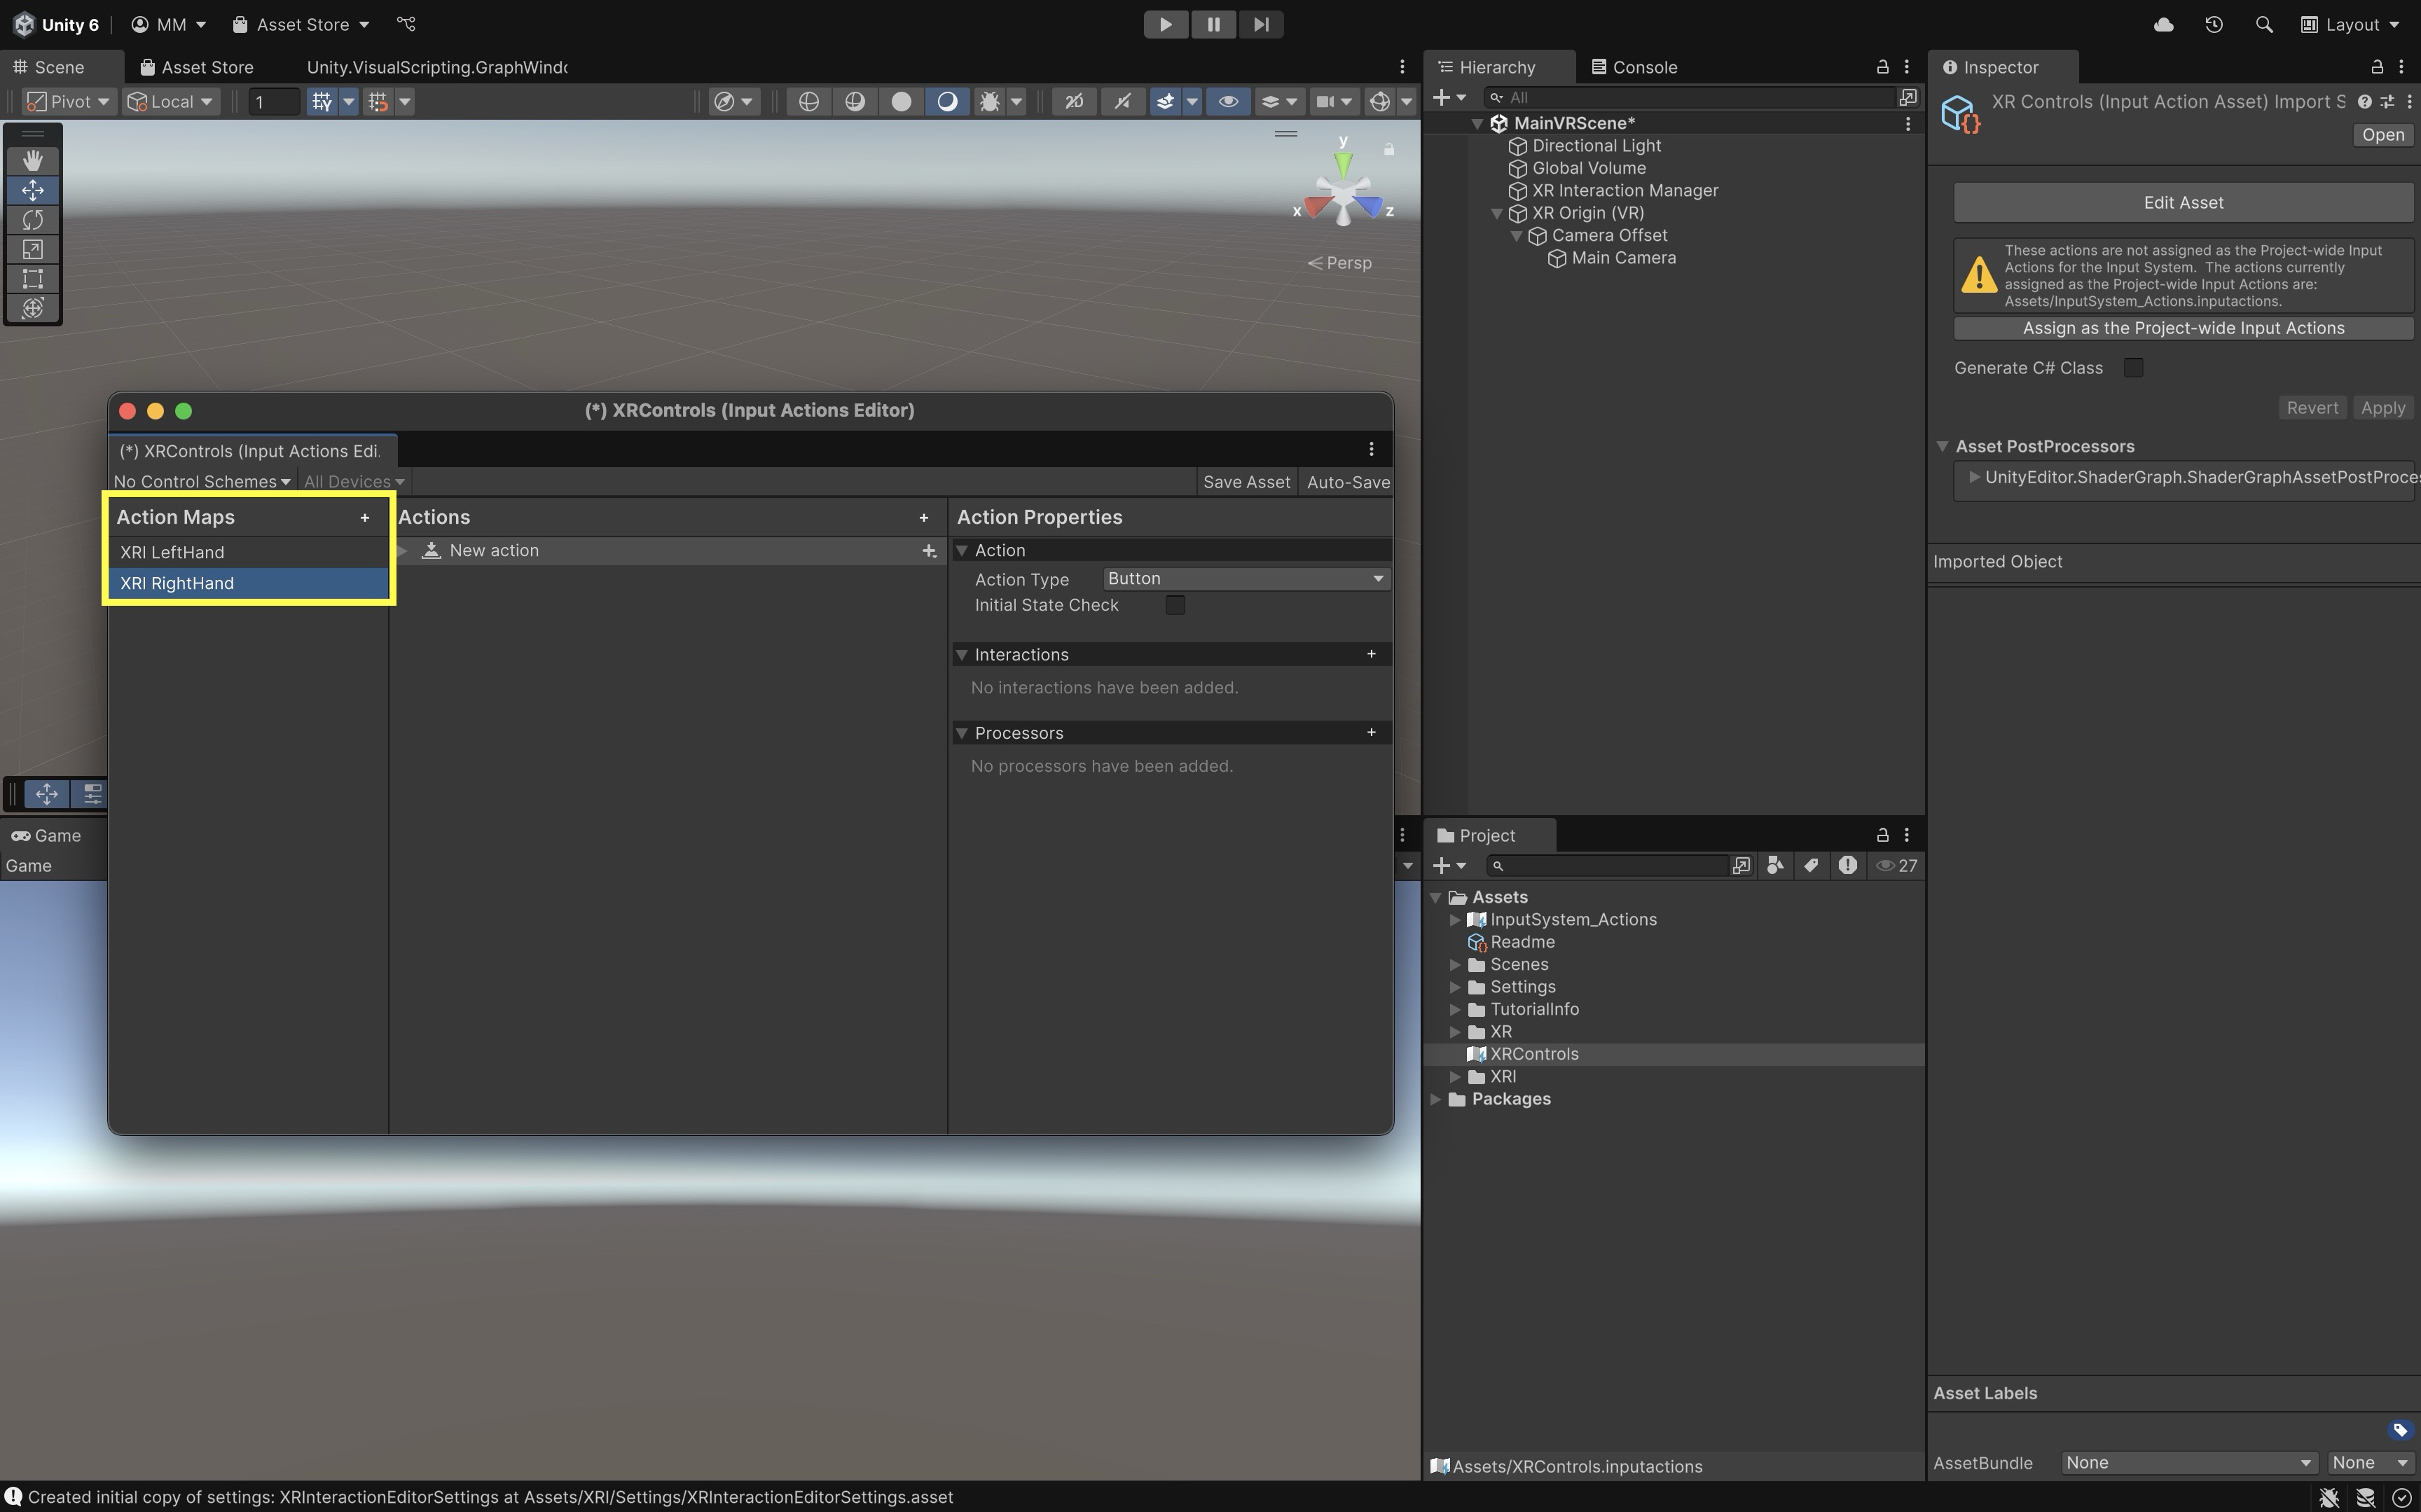 Unity 6
MM
Asset Store
Layout
Scene
Asset Store
Unity.VisualScripting.GraphWind
Hierarchy
Console
Inspector
Pivot
Local
1
2D
All
XR Controls (Input Action Asset) Import S
Open
MainVRScene*
Directional Light
Global Volume
XR Interaction Manager
XR Origin (VR)
Camera Offset
Main Camera
y
x
z
Persp
Edit Asset
These actions are not assigned as the Project-wide Input
Actions for the Input System. The actions currently
assigned as the Project-wide Input Actions are:
Assets/InputSystem_Actions.inputactions.
Assign as the Project-wide Input Actions
Generate C# Class
Revert
Apply
Asset PostProcessors
UnityEditor.ShaderGraph.ShaderGraphAssetPostProce
Imported Object
(*) XRControls (Input Actions Editor)
(*) XRControls (Input Actions Edi
No Control Schemes
All Devices
Save Asset
Auto-Save
Action Maps
+
XRI LeftHand
XRI RightHand
Actions
+
New action
Action Properties
Action
Action Type
Button
Initial State Check
Interactions
+
No interactions have been added.
Processors
+
No processors have been added.
Game
Game
Project
27
Assets
InputSystem_Actions
Readme
Scenes
Settings
TutorialInfo
XR
XRControls
XRI
Packages
Assets/XRControls.inputactions
Asset Labels
AssetBundle
None
None
Created initial copy of settings: XRInteractionEditorSettings at Assets/XRI/Settings/XRInteractionEditorSettings.asset